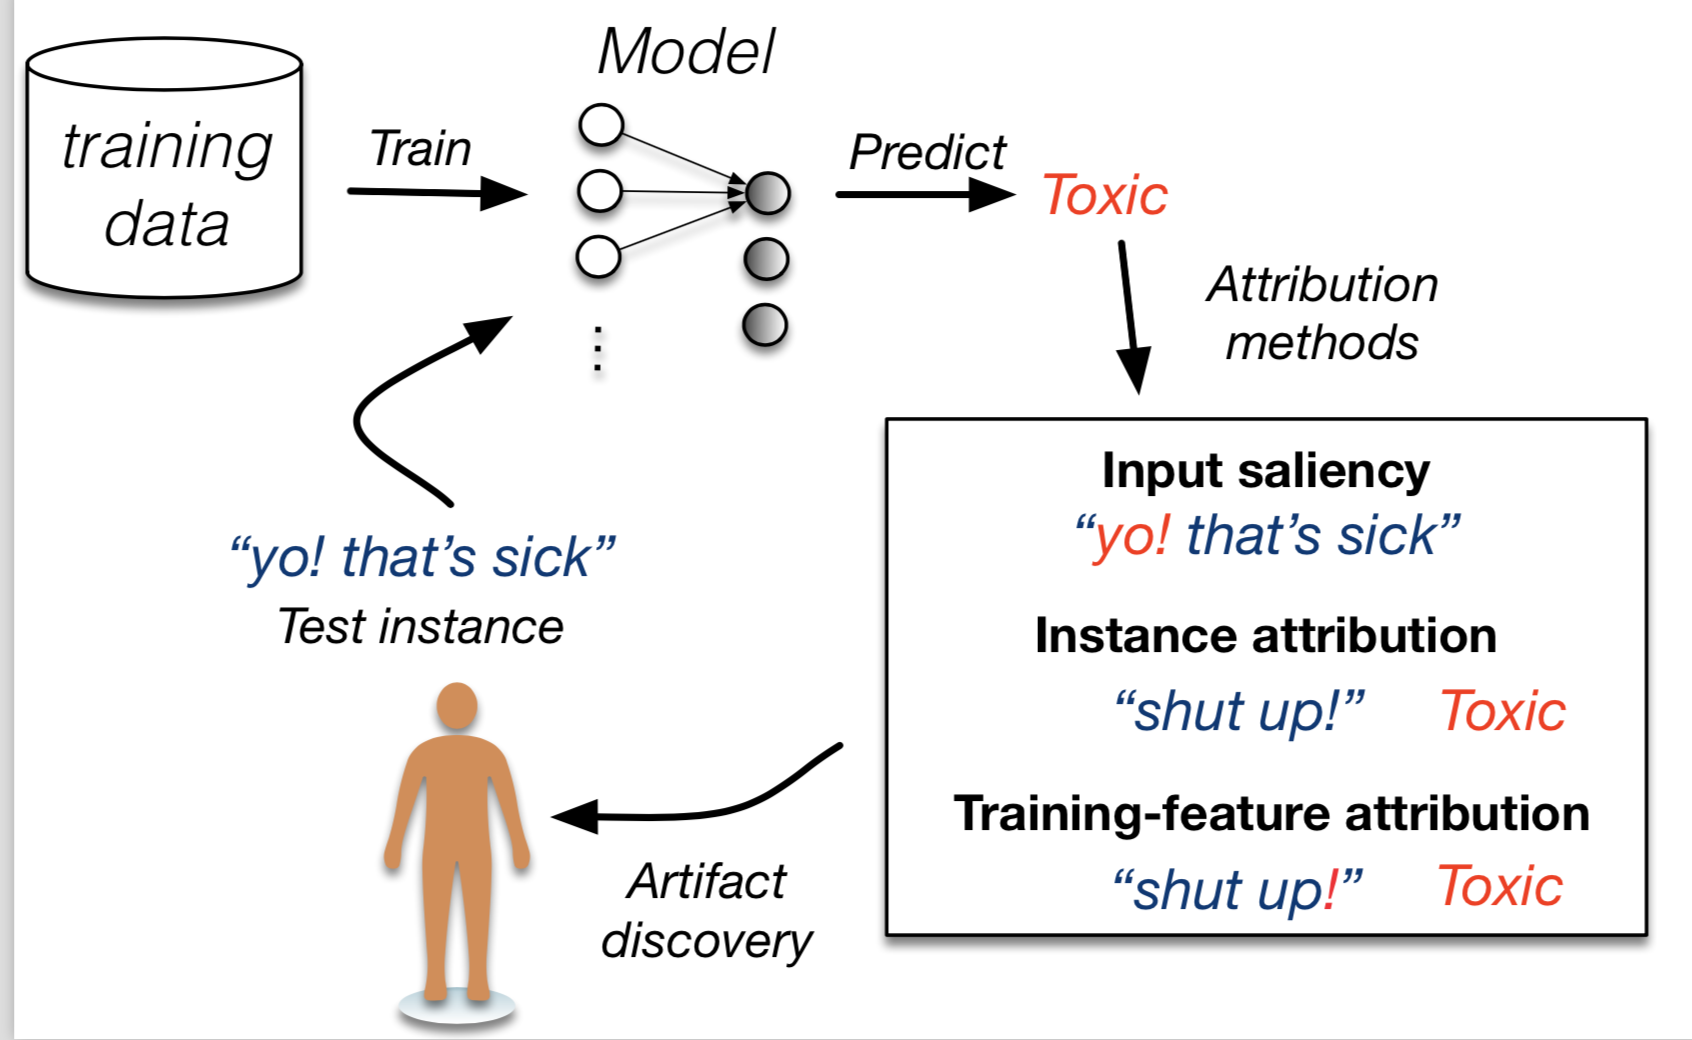 Model
training
data
Train
Predict
Toxic
Attribution
methods
“yo! that’s sick”
Test instance
Input saliency
“yo! that’s sick”
Instance attribution
“shut up!” Toxic
Training-feature attribution
“shut up!” Toxic
Artifact
discovery